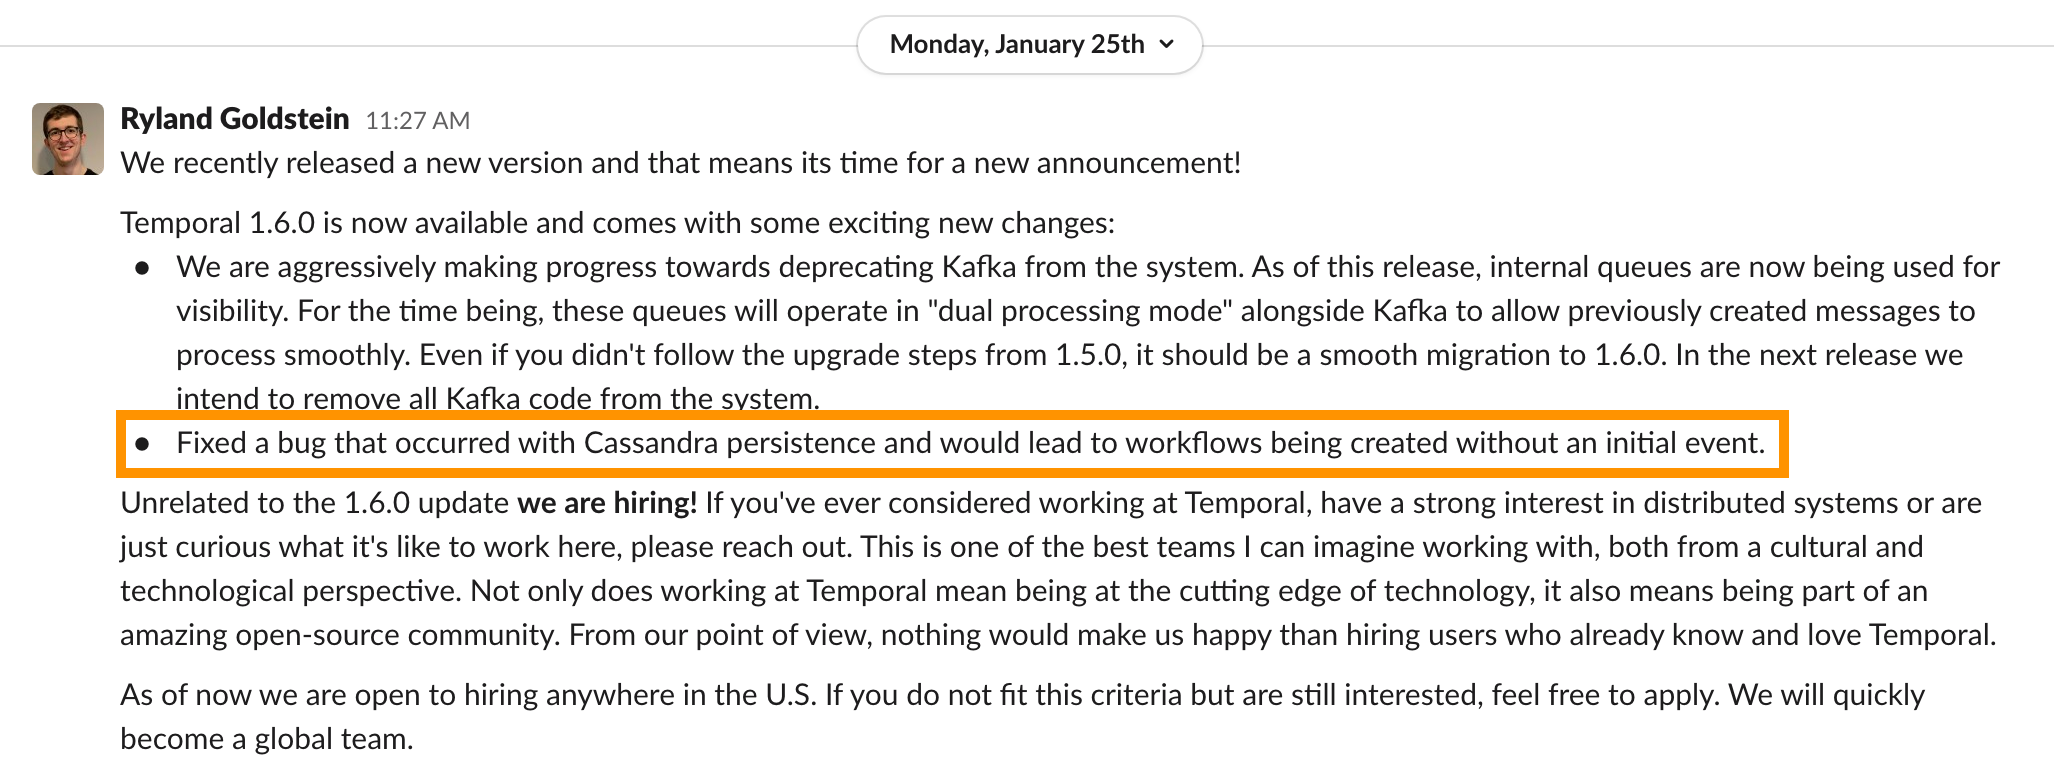 Monday, January 25th
Ryland Goldstein 11:27 AM
We recently released a new version and that means its time for a new announcement!
Temporal 1.6.0 is now available and comes with some exciting new changes:
● We are aggressively making progress towards deprecating Kafka from the system. As of this release, internal queues are now being used for
visibility. For the time being, these queues will operate in "dual processing mode" alongside Kafka to allow previously created messages to
process smoothly. Even if you didn't follow the upgrade steps from 1.5.0, it should be a smooth migration to 1.6.0. In the next release we
intend to remove all Kafka code from the system.
● Fixed a bug that occurred with Cassandra persistence and would lead to workflows being created without an initial event.
Unrelated to the 1.6.0 update we are hiring! If you've ever considered working at Temporal, have a strong interest in distributed systems or are
just curious what it's like to work here, please reach out. This is one of the best teams I can imagine working with, both from a cultural and
technological perspective. Not only does working at Temporal mean being at the cutting edge of technology, it also means being part of an
amazing open-source community. From our point of view, nothing would make us happy than hiring users who already know and love Temporal.
As of now we are open to hiring anywhere in the U.S. If you do not fit this criteria but are still interested, feel free to apply. We will quickly
become a global team.